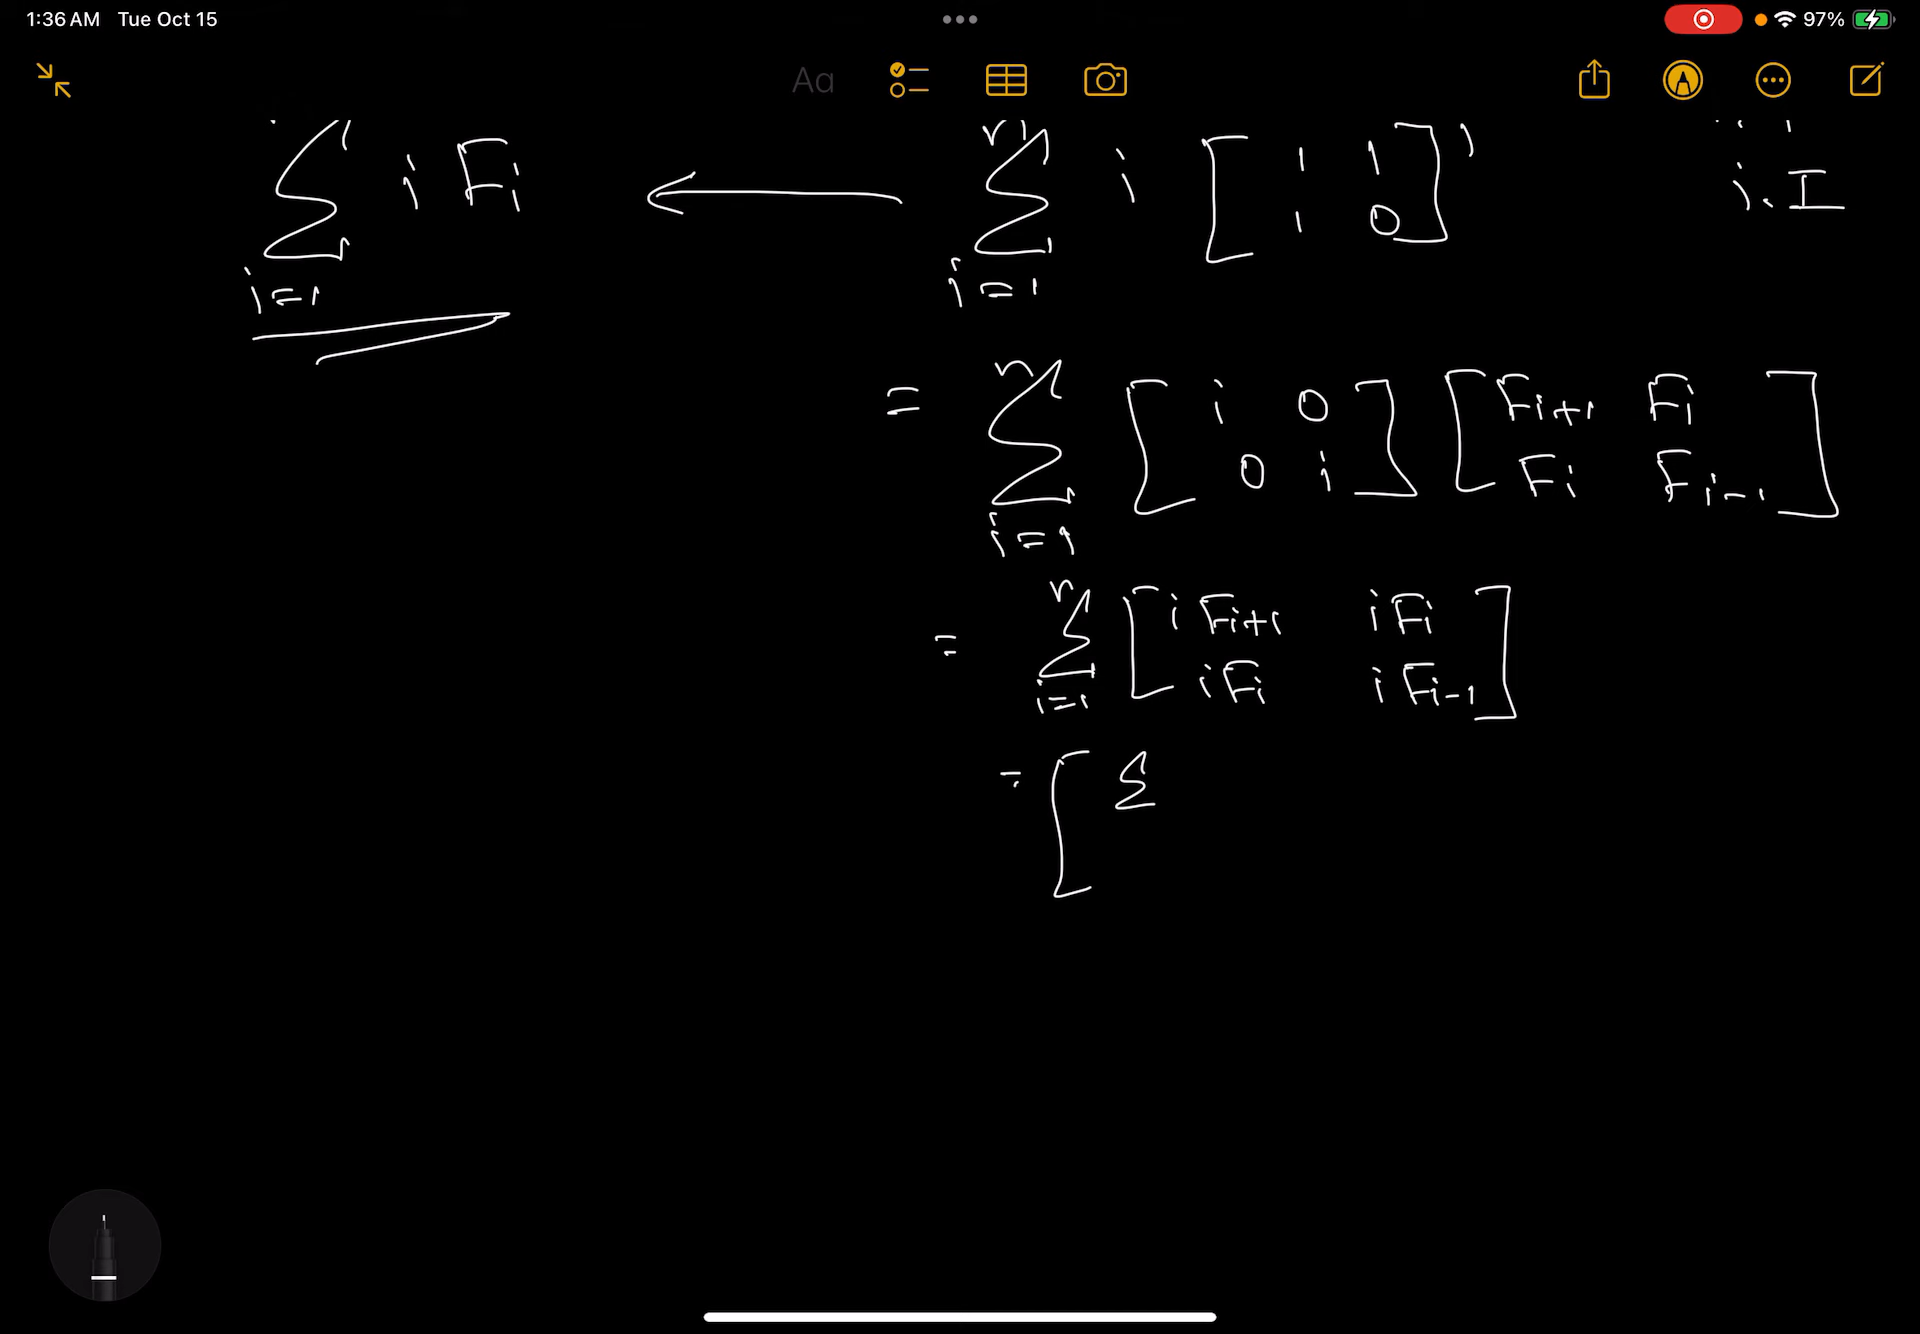 1:36 AM Tue Oct 15 97%
Aa
∑ i=1 i Fi ← n ∑ i=1 i [ 1 1 1 0 ]^i i.I
= n ∑ i=1 [ i 0 0 i ] [ Fi+1 Fi Fi Fi-1 ]
= n ∑ i=1 [ i Fi+1 i Fi i Fi i Fi-1 ]
= [ ∑